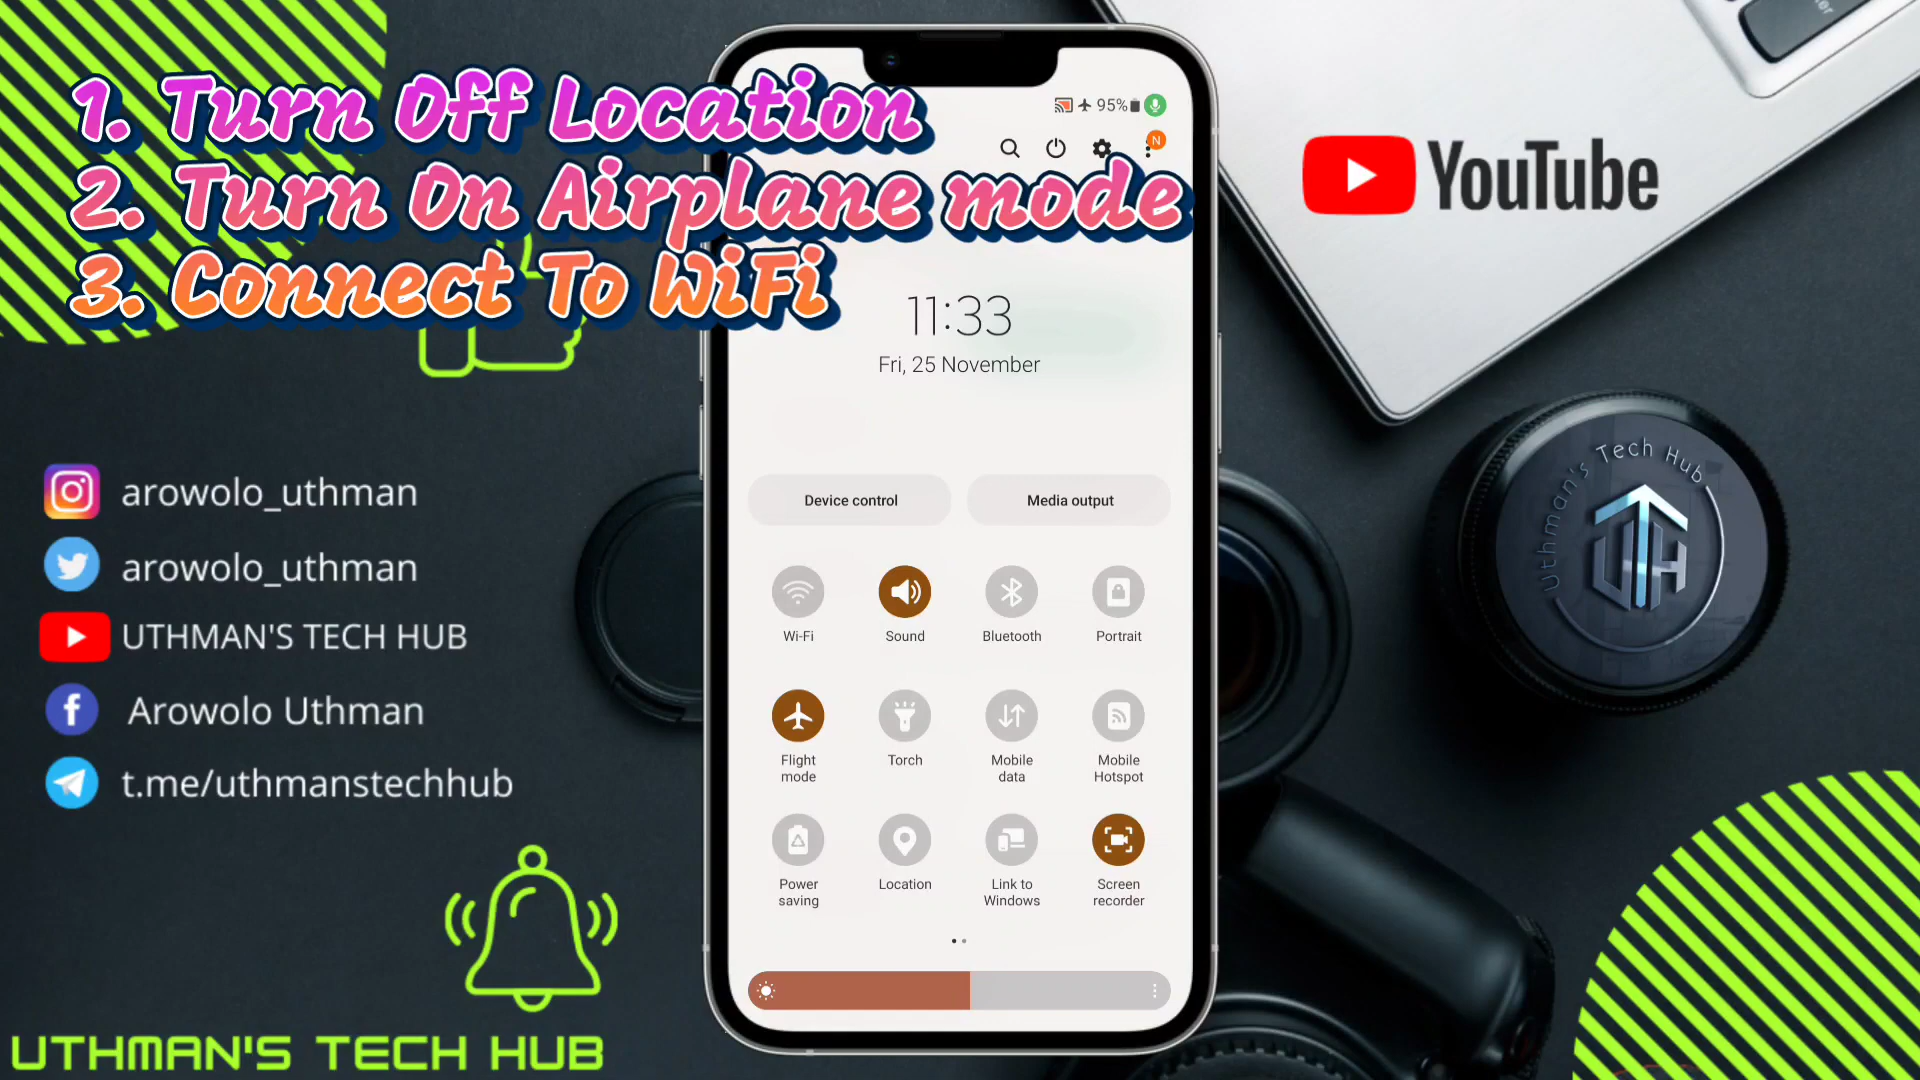 1. Turn Off Location
2. Turn On Airplane mode
3. Connect To WiFi
95%
N
11:33
Fri, 25 November
Device control
Media output
Wi-Fi
Sound
Bluetooth
Portrait
Flight mode
Torch
Mobile data
Mobile Hotspot
Power saving
Location
Link to Windows
Screen recorder
YouTube
Uthman's Tech Hub
UTH
arowolo_uthman
arowolo_uthman
UTHMAN'S TECH HUB
Arowolo Uthman
t.me/uthmanstechhub
UTHMAN'S TECH HUB